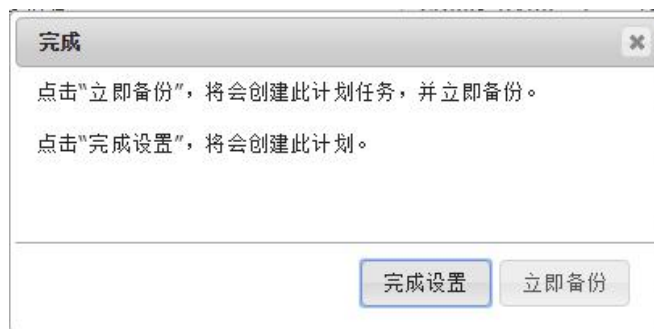 完成
点击"立即备份"，将会创建此计划任务，并立即备份。
点击"完成设置"，将会创建此计划。
完成设置 立即备份